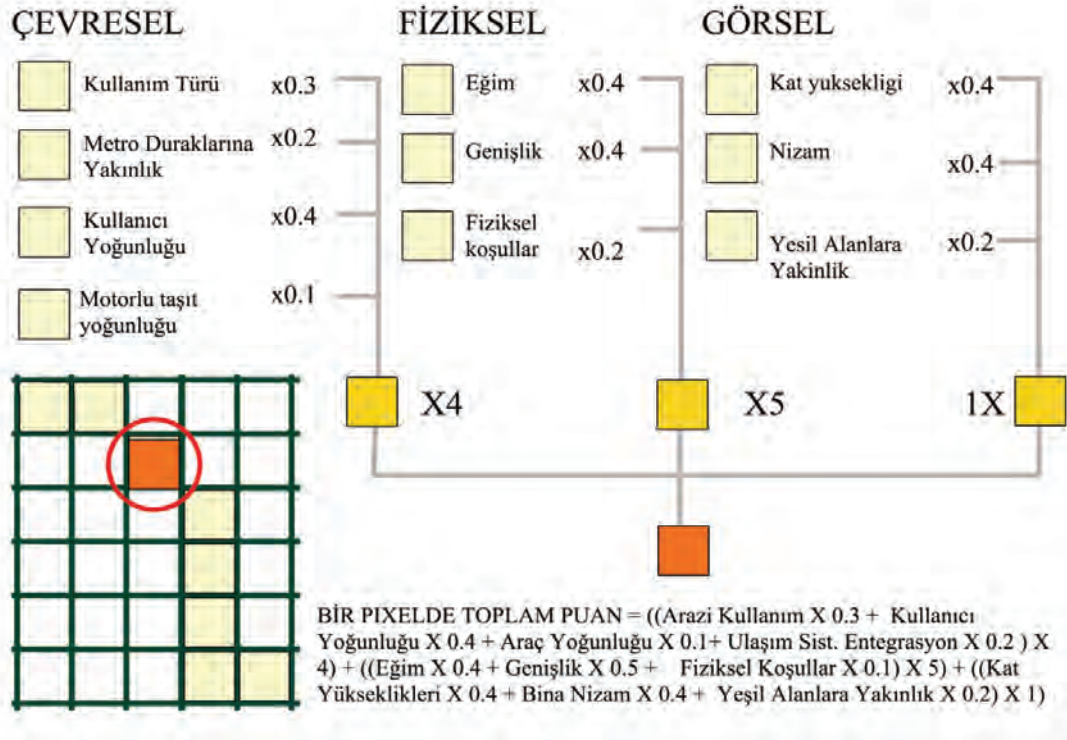 ÇEVRESEL
Kullanım Türü x0.3
Metro Duraklarına x0.2
Yakınlık
Kullanıcı x0.4
Yoğunluğu
Motorlu taşıt x0.1
yoğunluğu
X4
FİZİKSEL
Eğim x0.4
Genişlik x0.4
Fiziksel
koşullar x0.2
X5
GÖRSEL
Kat yuksekligi x0.4
Nizam x0.4
Yesil Alanlara x0.2
Yakinlik
1X
BİR PIXELDE TOPLAM PUAN = ((Arazi Kullanım X 0.3 + Kullanıcı
Yoğunluğu X 0.4 + Araç Yoğunluğu X 0.1+ Ulaşım Sist. Entegrasyon X 0.2 ) X
4) + ((Eğim X 0.4 + Genişlik X 0.5 + Fiziksel Koşullar X 0.1) X 5) + ((Kat
Yükseklikleri X 0.4 + Bina Nizam X 0.4 + Yeşil Alanlara Yakınlık X 0.2) X 1)